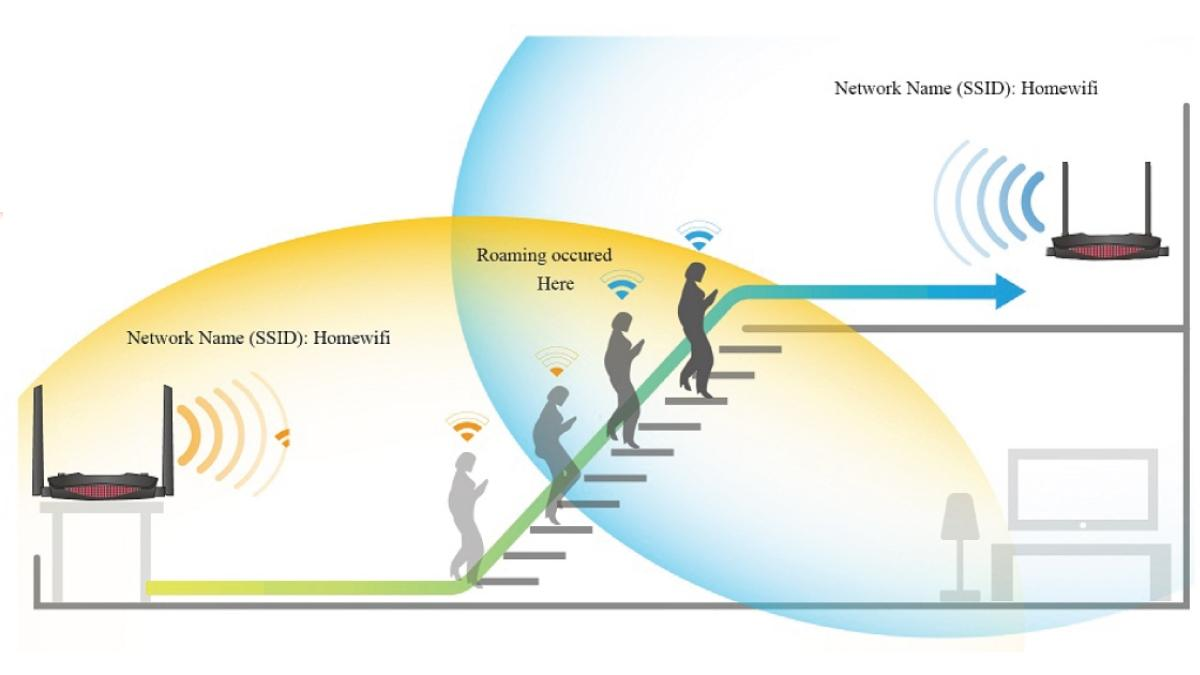 Network Name (SSID): Homewifi
Roaming occured
Here
Network Name (SSID): Homewifi